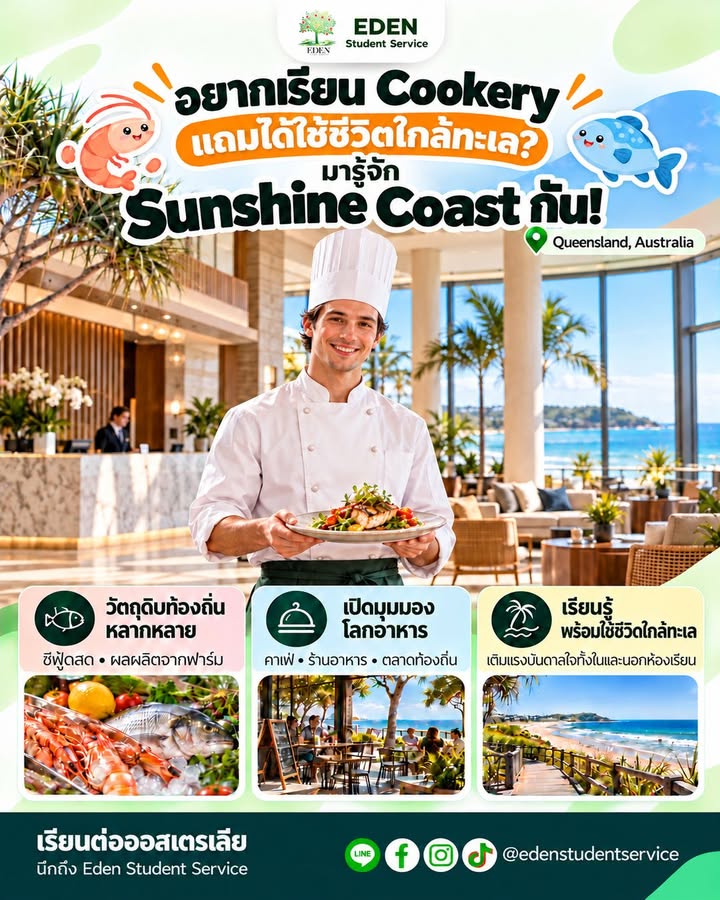 EDEN
EDEN
Student Service
อยากเรียน Cookery
แถมได้ใช้ชีวิตใกล้ทะเล?
มารู้จัก
Sunshine Coast กัน!
Queensland, Australia
วัตถุดิบท้องถิ่น
หลากหลาย
ซีฟู้ดสด • ผลผลิตจากฟาร์ม
เปิดมุมมอง
โลกอาหาร
คาเฟ่ • ร้านอาหาร • ตลาดท้องถิ่น
เรียนรู้
พร้อมใช้ชีวิตใกล้ทะเล
เติมแรงบันดาลใจทั้งในและนอกห้องเรียน
เรียนต่อออสเตรเลีย
นึกถึง Eden Student Service
LINE
@edenstudentservice